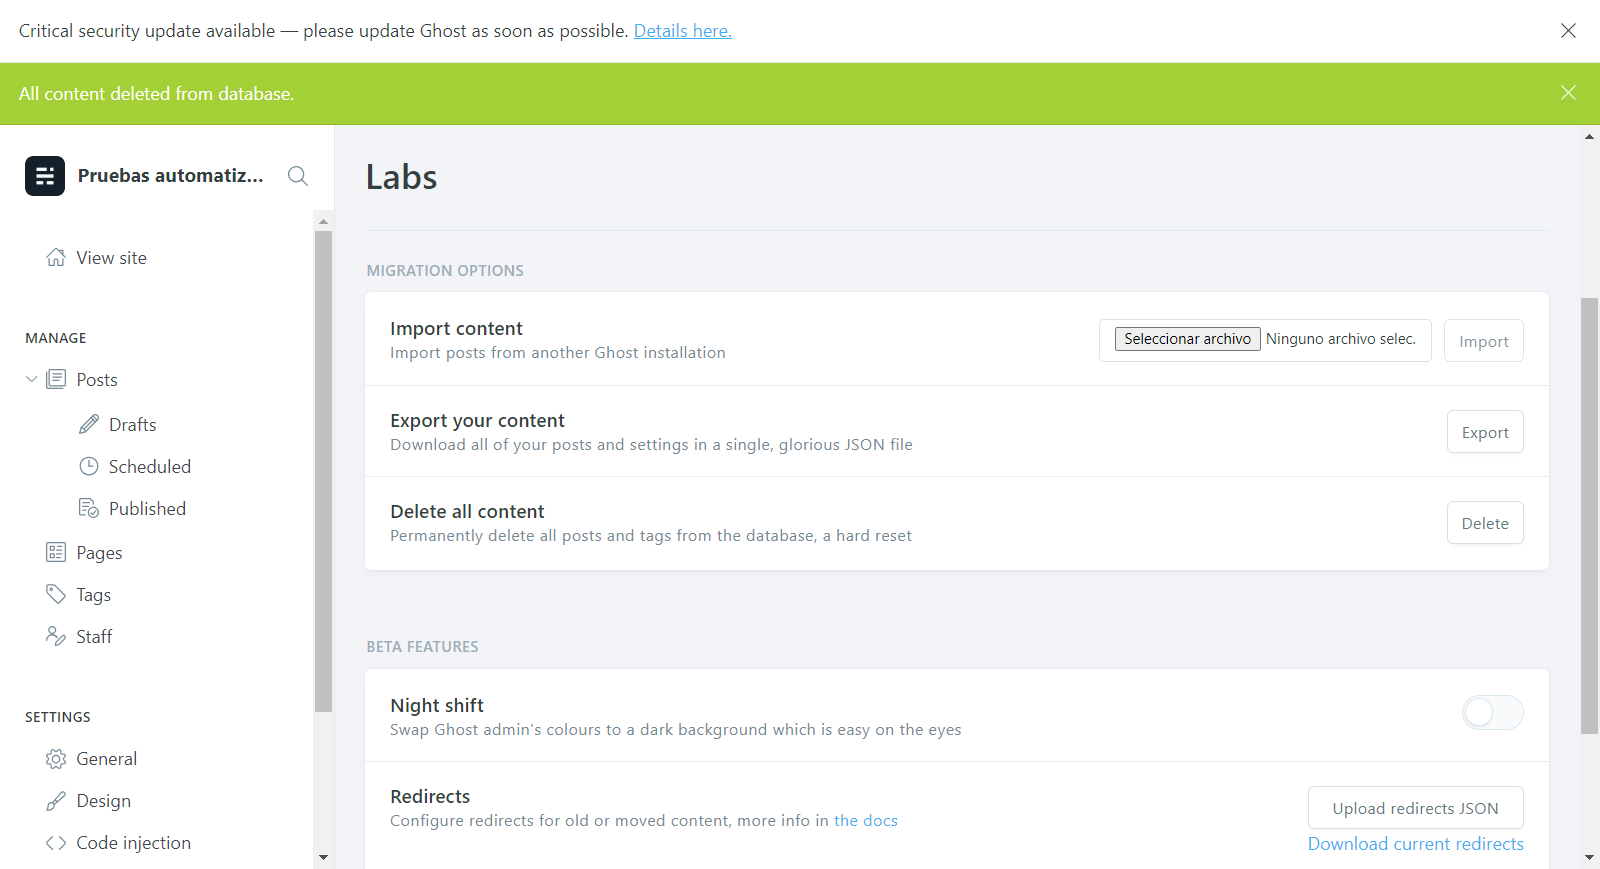 Critical security update available — please update Ghost as soon as possible. Details here.
All content deleted from database.
Pruebas automatiz...
View site
MANAGE
Posts
Drafts
Scheduled
Published
Pages
Tags
Staff
SETTINGS
General
Design
Code injection
Labs
MIGRATION OPTIONS
Import content
Import posts from another Ghost installation
Seleccionar archivo Ninguno archivo selec.
Import
Export your content
Download all of your posts and settings in a single, glorious JSON file
Export
Delete all content
Permanently delete all posts and tags from the database, a hard reset
Delete
BETA FEATURES
Night shift
Swap Ghost admin's colours to a dark background which is easy on the eyes
Redirects
Configure redirects for old or moved content, more info in the docs
Upload redirects JSON
Download current redirects